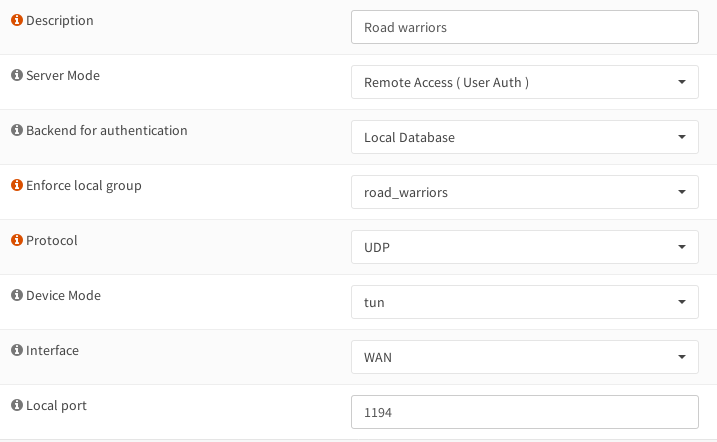 Description
Road warriors
Server Mode
Remote Access ( User Auth )
Backend for authentication
Local Database
Enforce local group
road_warriors
Protocol
UDP
Device Mode
tun
Interface
WAN
Local port
1194